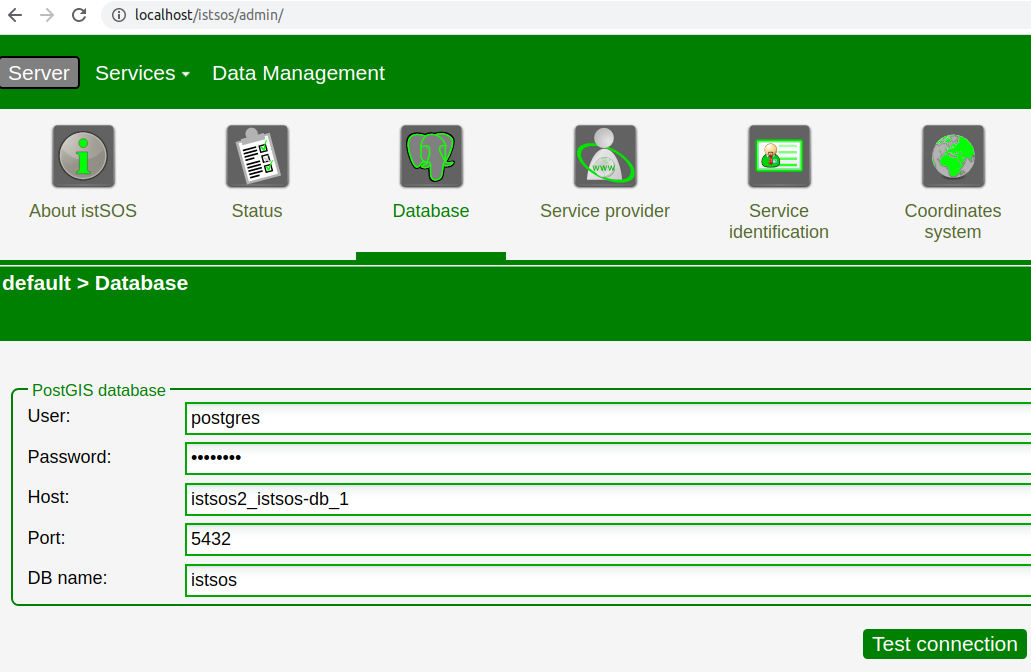 localhost/istsos/admin/
Server Services Data Management
About istSOS Status Database Service provider Service identification Coordinates system
www
default > Database
PostGIS database
User: postgres
Password: ••••••••
Host: istsos2_istsos-db_1
Port: 5432
DB name: istsos
Test connection